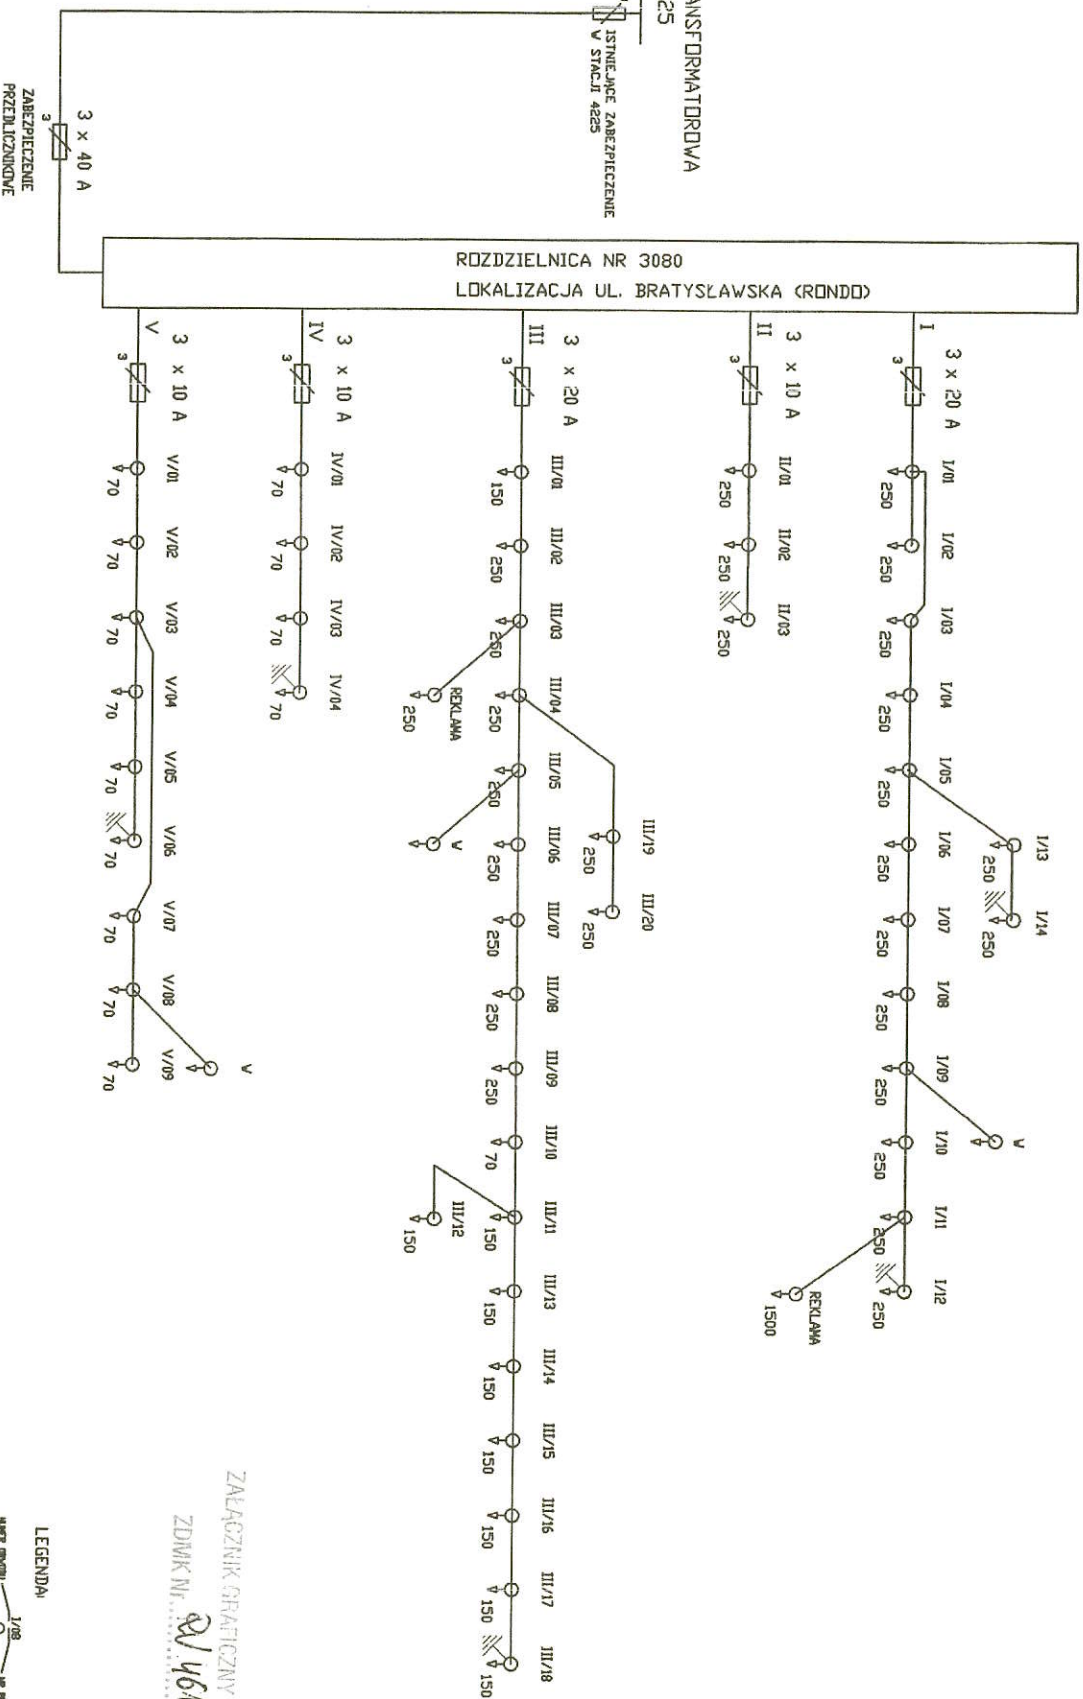 ANSFORMATOROWA
25
ISTNIEJĄCE ZABEZPIECZENIE
W STACJI 4225
3 x 40 A
3
ZABEZPIECZENIE
PRZEDLICZNIKOWE
ROZDZIELNICA NR 3080
LOKALIZACJA UL. BRATYSŁAWSKA (RONDO)
I
3 x 20 A
3
I/01
250
I/02
250
I/03
250
I/04
250
I/05
250
I/06
250
I/07
250
I/08
250
I/09
250
I/10
250
I/11
250
I/12
250
I/13
250
I/14
250
W
REKLAMA
1500
II
3 x 10 A
3
II/01
250
II/02
250
II/03
250
III
3 x 20 A
3
III/01
150
III/02
250
III/03
250
III/04
250
III/05
250
III/06
250
III/07
250
III/08
250
III/09
250
III/10
70
III/11
150
III/12
150
III/13
150
III/14
150
III/15
150
III/16
150
III/17
150
III/18
150
III/19
250
III/20
250
REKLAMA
250
W
IV
3 x 10 A
3
IV/01
70
IV/02
70
IV/03
70
IV/04
70
V
3 x 10 A
3
V/01
70
V/02
70
V/03
70
V/04
70
V/05
70
V/06
70
V/07
70
V/08
70
V/09
70
W
ZAŁĄCZNIK GRAFICZNY
ZDMK Nr
LEGENDA:
I/08